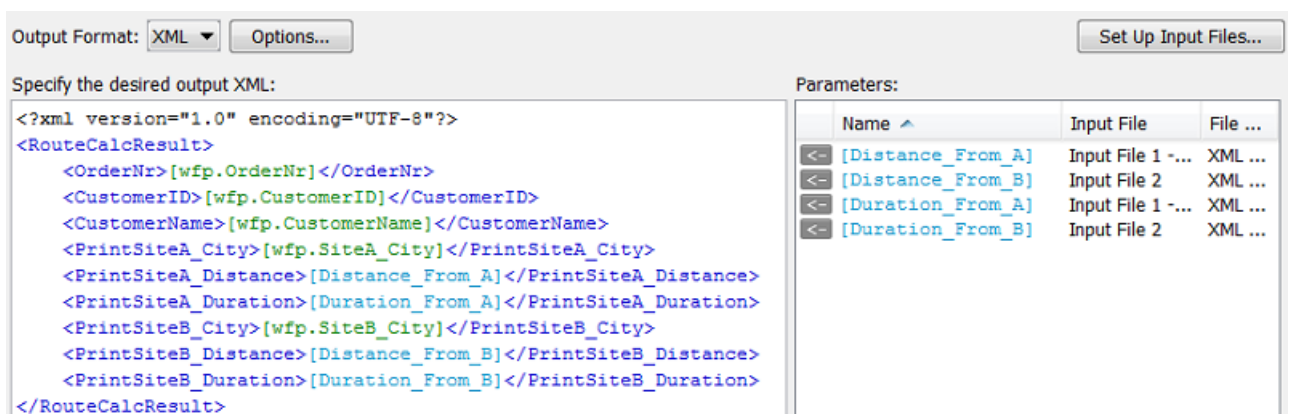 Output Format: XML Options... Set Up Input Files...
Specify the desired output XML:
<?xml version="1.0" encoding="UTF-8"?>
<RouteCalcResult>
<OrderNr>[wfp.OrderNr]</OrderNr>
<CustomerID>[wfp.CustomerID]</CustomerID>
<CustomerName>[wfp.CustomerName]</CustomerName>
<PrintSiteA_City>[wfp.SiteA_City]</PrintSiteA_City>
<PrintSiteA_Distance>[Distance_From_A]</PrintSiteA_Distance>
<PrintSiteA_Duration>[Duration_From_A]</PrintSiteA_Duration>
<PrintSiteB_City>[wfp.SiteB_City]</PrintSiteB_City>
<PrintSiteB_Distance>[Distance_From_B]</PrintSiteB_Distance>
<PrintSiteB_Duration>[Duration_From_B]</PrintSiteB_Duration>
</RouteCalcResult>
Parameters:
Name Input File File ...
<- [Distance_From_A] Input File 1 -... XML ...
<- [Distance_From_B] Input File 2 XML ...
<- [Duration_From_A] Input File 1 -... XML ...
<- [Duration_From_B] Input File 2 XML ...